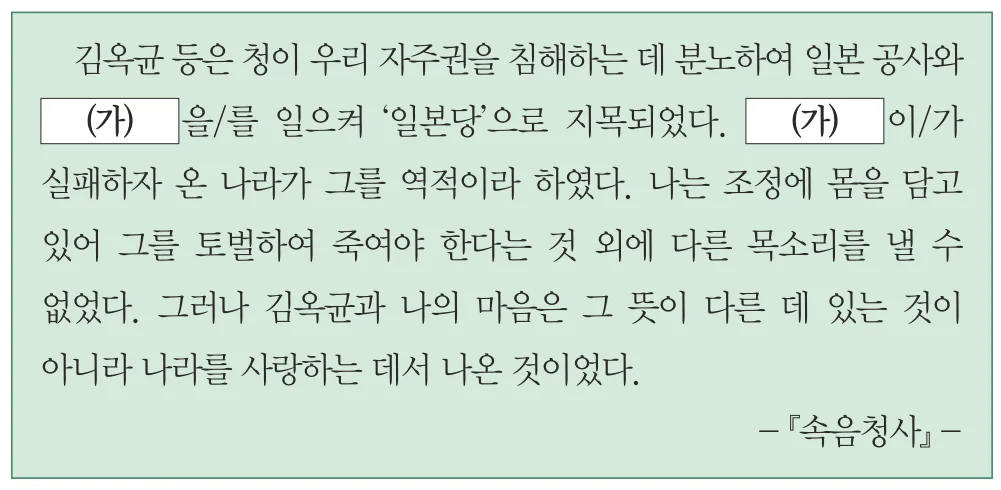 김옥균 등은 청이 우리 자주권을 침해하는 데 분노하여 일본 공사와
(가) 을/를 일으켜 ‘일본당’으로 지목되었다. (가) 이/가
실패하자 온 나라가 그를 역적이라 하였다. 나는 조정에 몸을 담고
있어 그를 토벌하여 죽여야 한다는 것 외에 다른 목소리를 낼 수
없었다. 그러나 김옥균과 나의 마음은 그 뜻이 다른 데 있는 것이
아니라 나라를 사랑하는 데서 나온 것이었다.
– 『속음청사』 –